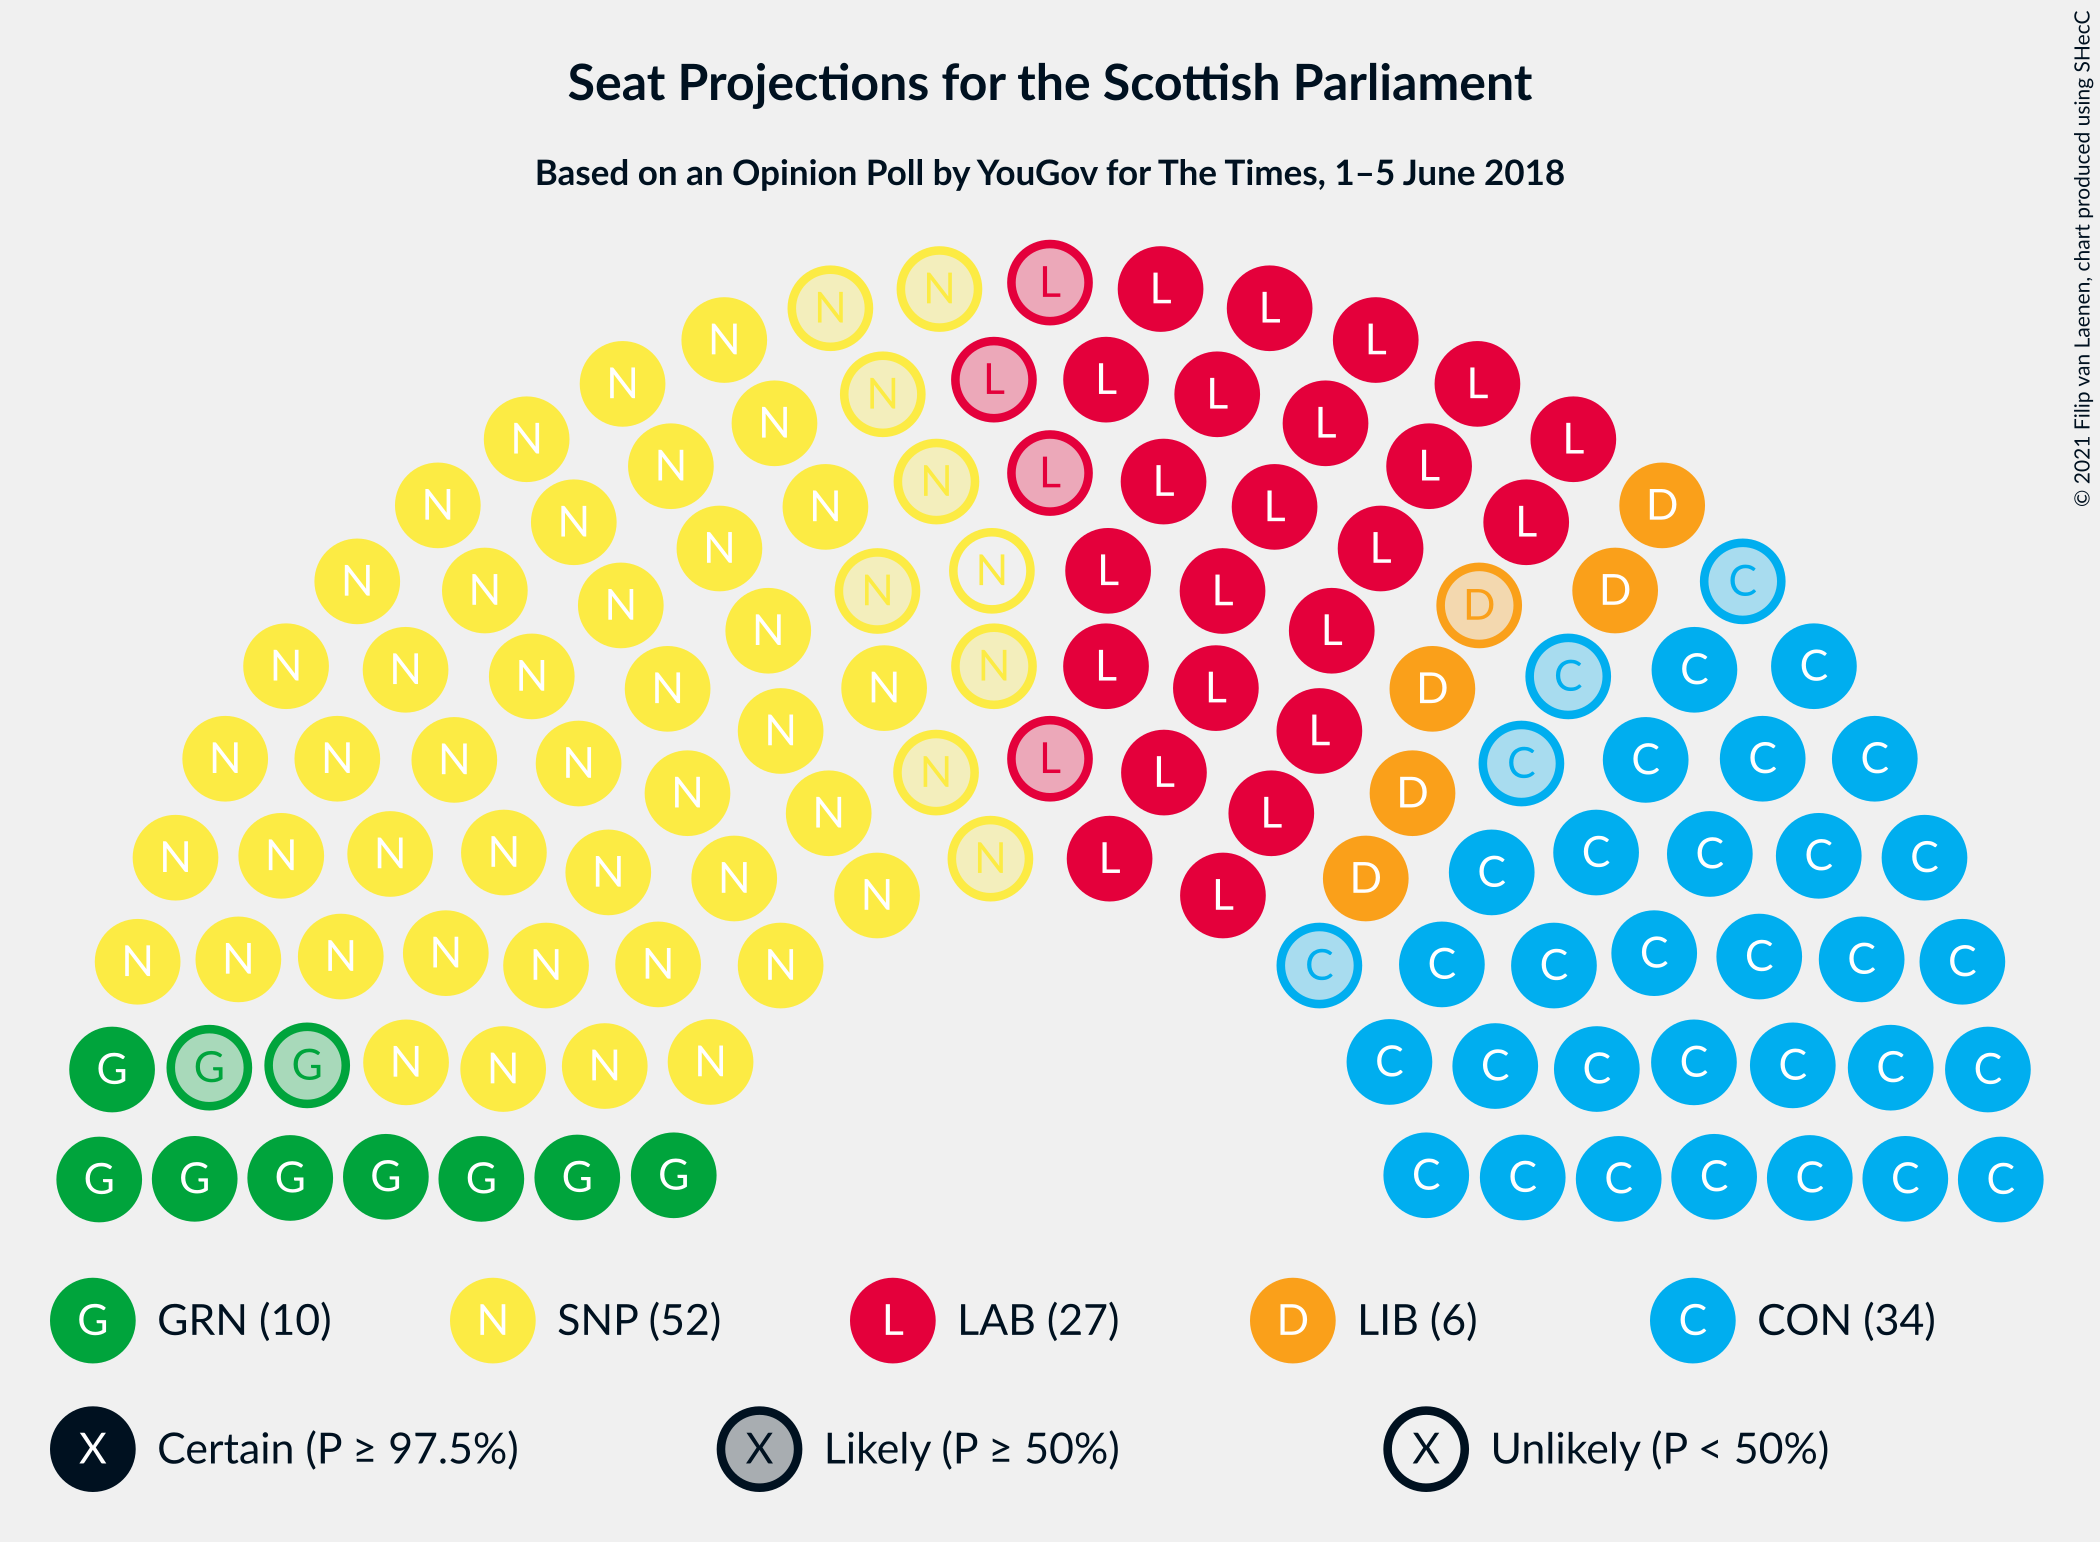 Seat Projections for the Scottish Parliament
Based on an Opinion Poll by YouGov for The Times, 1–5 June 2018
© 2021 Filip van Laenen, chart produced using SHecC
N L L
N L
N L
N L L L
N L
N L
N L
N L L
N L
N N L D
N L
N L
N L
N C
N N L D
N D
N L
N N N L C C
N N N L D C
N L
N N N N L C C C C
N L
N D
N L
N N N N N L C C C C
N N N L D C
N N N N N N N C C C C C C C
G G G N N N N C C C C C C C
G G G G G G G C C C C C C C
G GRN (10) N SNP (52) L LAB (27) D LIB (6) C CON (34)
X Certain (P ≥ 97.5%) X Likely (P ≥ 50%) X Unlikely (P < 50%)